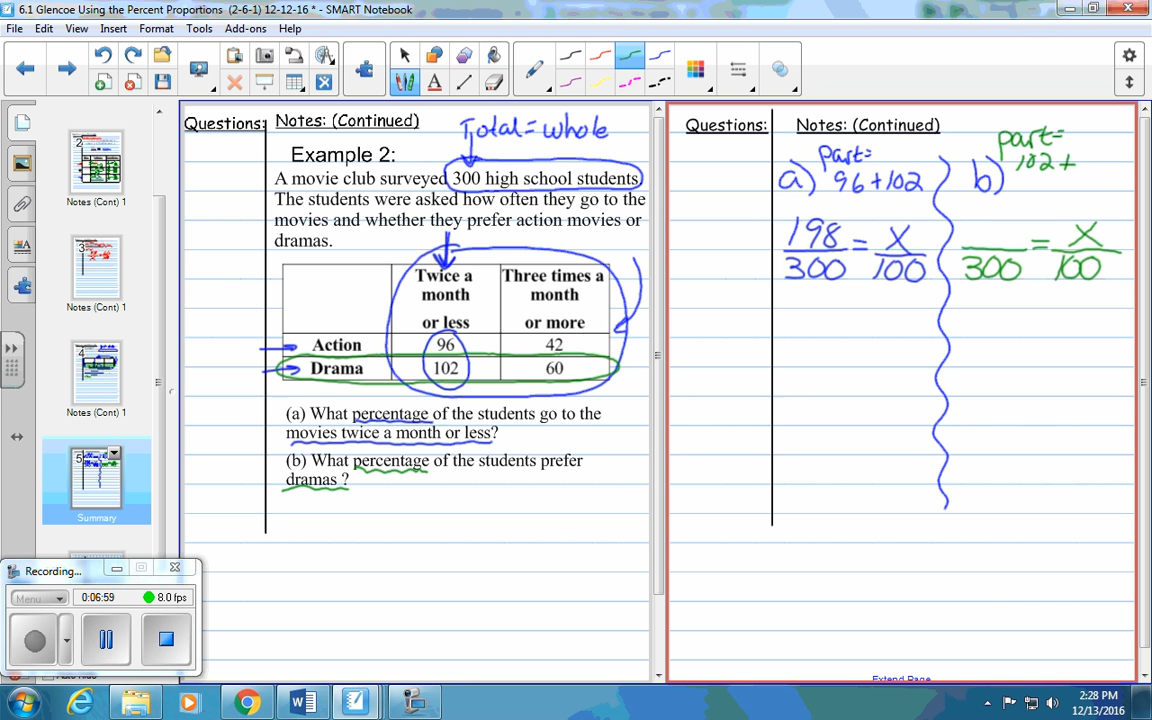 6.1 Glencoe Using the Percent Proportions (2-6-1) 12-12-16 * - SMART Notebook
File Edit View Insert Format Tools Add-ons Help
2
Notes (Cont) 1
3
Notes (Cont) 1
4
Notes (Cont) 1
5
Summary
Questions: Notes: (Continued)
Total = whole
Example 2:
A movie club surveyed 300 high school students.
The students were asked how often they go to the
movies and whether they prefer action movies or
dramas.
Twice a month or less
Three times a month or more
Action 96 42
Drama 102 60
(a) What percentage of the students go to the
movies twice a month or less?
(b) What percentage of the students prefer
dramas ?
Questions: Notes: (Continued)
a) part= 96+102
198/300 = x/100
b) part= 102 +
/300 = x/100
Extend Page
Recording...
Menu
0:06:59
8.0 fps
2:28 PM
12/13/2016